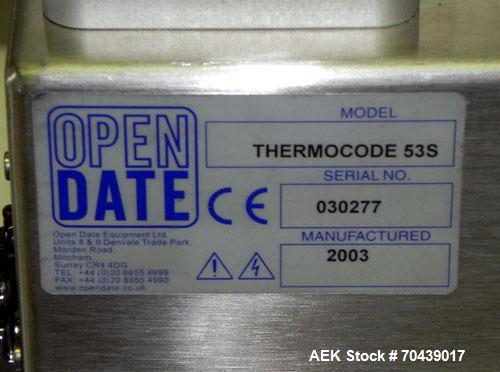 OPEN
DATE
MODEL
THERMOCODE 53S
SERIAL NO.
030277
MANUFACTURED
2003
CE
Open Date Equipment Ltd.
Units 8 & 9 Denvale Trade Park,
Morden Road,
Mitcham,
Surrey CR4 4DG
TEL: +44 (0)20 8655 4999
FAX: +44 (0)20 8655 4990
www.opendate.co.uk
AEK Stock # 70439017